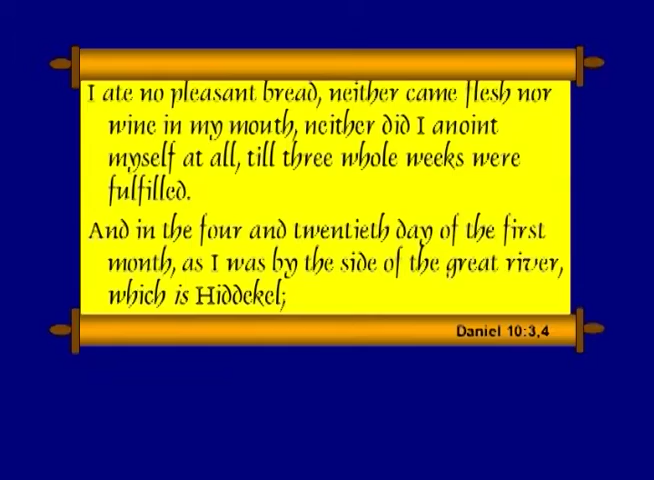 I ate no pleasant bread, neither came flesh nor
wine in my mouth, neither did I anoint
myself at all, till three whole weeks were
fulfilled.
And in the four and twentieth day of the first
month, as I was by the side of the great river,
which is Hiddekel;
Daniel 10:3,4